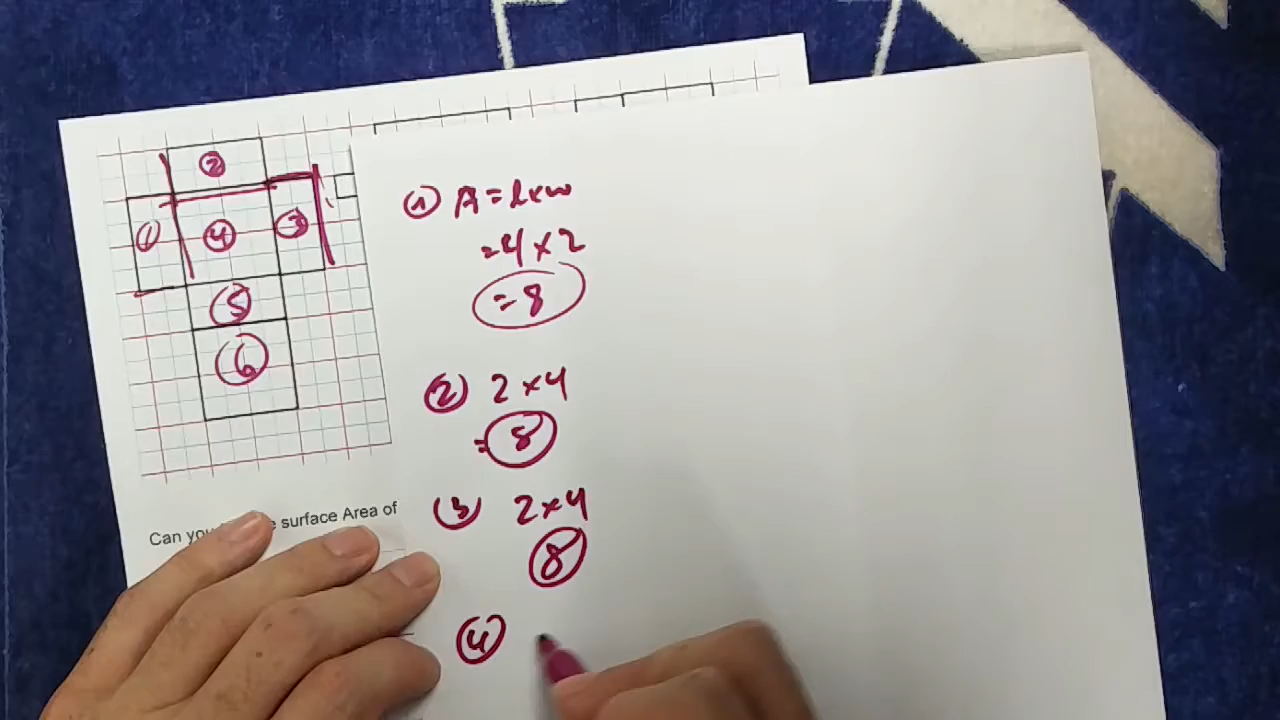 ②
① ④ ③
⑤
⑥
Can you
e surface Area of
① A = l x w
= 4 x 2
= 8
② 2 x 4
= 8
③ 2 x 4
8
④